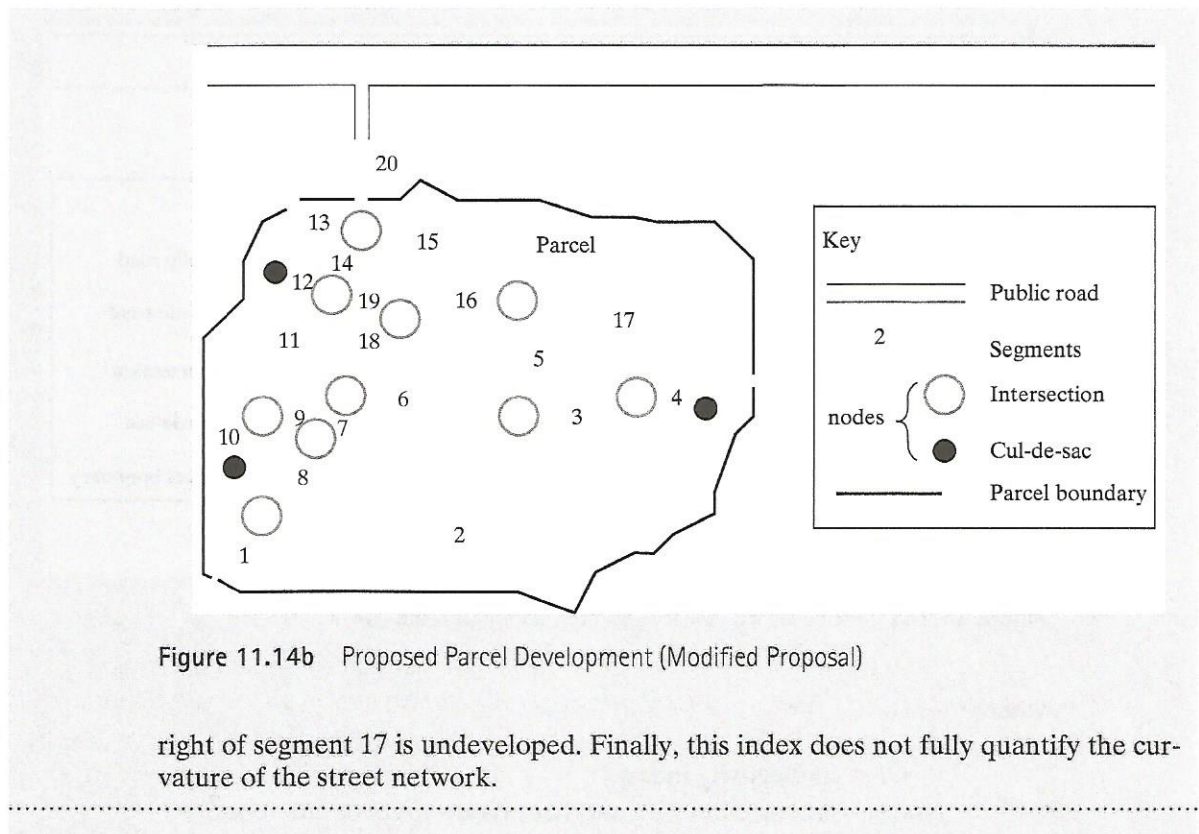 20
13
15
Parcel
14
12
19
16
17
11
18
5
6
3
4
9
7
10
8
2
1
Key
Public road
2
Segments
Intersection
nodes
Cul-de-sac
Parcel boundary
Figure 11.14b Proposed Parcel Development (Modified Proposal)
right of segment 17 is undeveloped. Finally, this index does not fully quantify the cur-
vature of the street network.